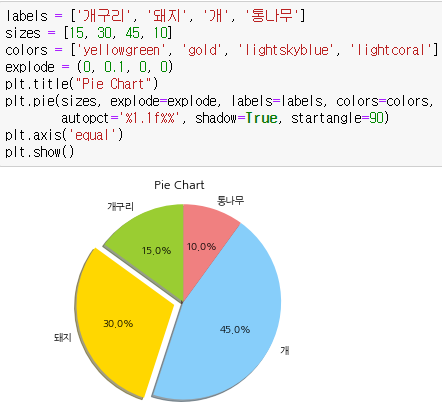 labels = ['개구리', '돼지', '개', '통나무']
sizes = [15, 30, 45, 10]
colors = ['yellowgreen', 'gold', 'lightskyblue', 'lightcoral']
explode = (0, 0.1, 0, 0)
plt.title("Pie Chart")
plt.pie(sizes, explode=explode, labels=labels, colors=colors,
autopct='%1.1f%%', shadow=True, startangle=90)
plt.axis('equal')
plt.show()
Pie Chart
개구리
통나무
15.0%
10.0%
30.0%
45.0%
돼지
개